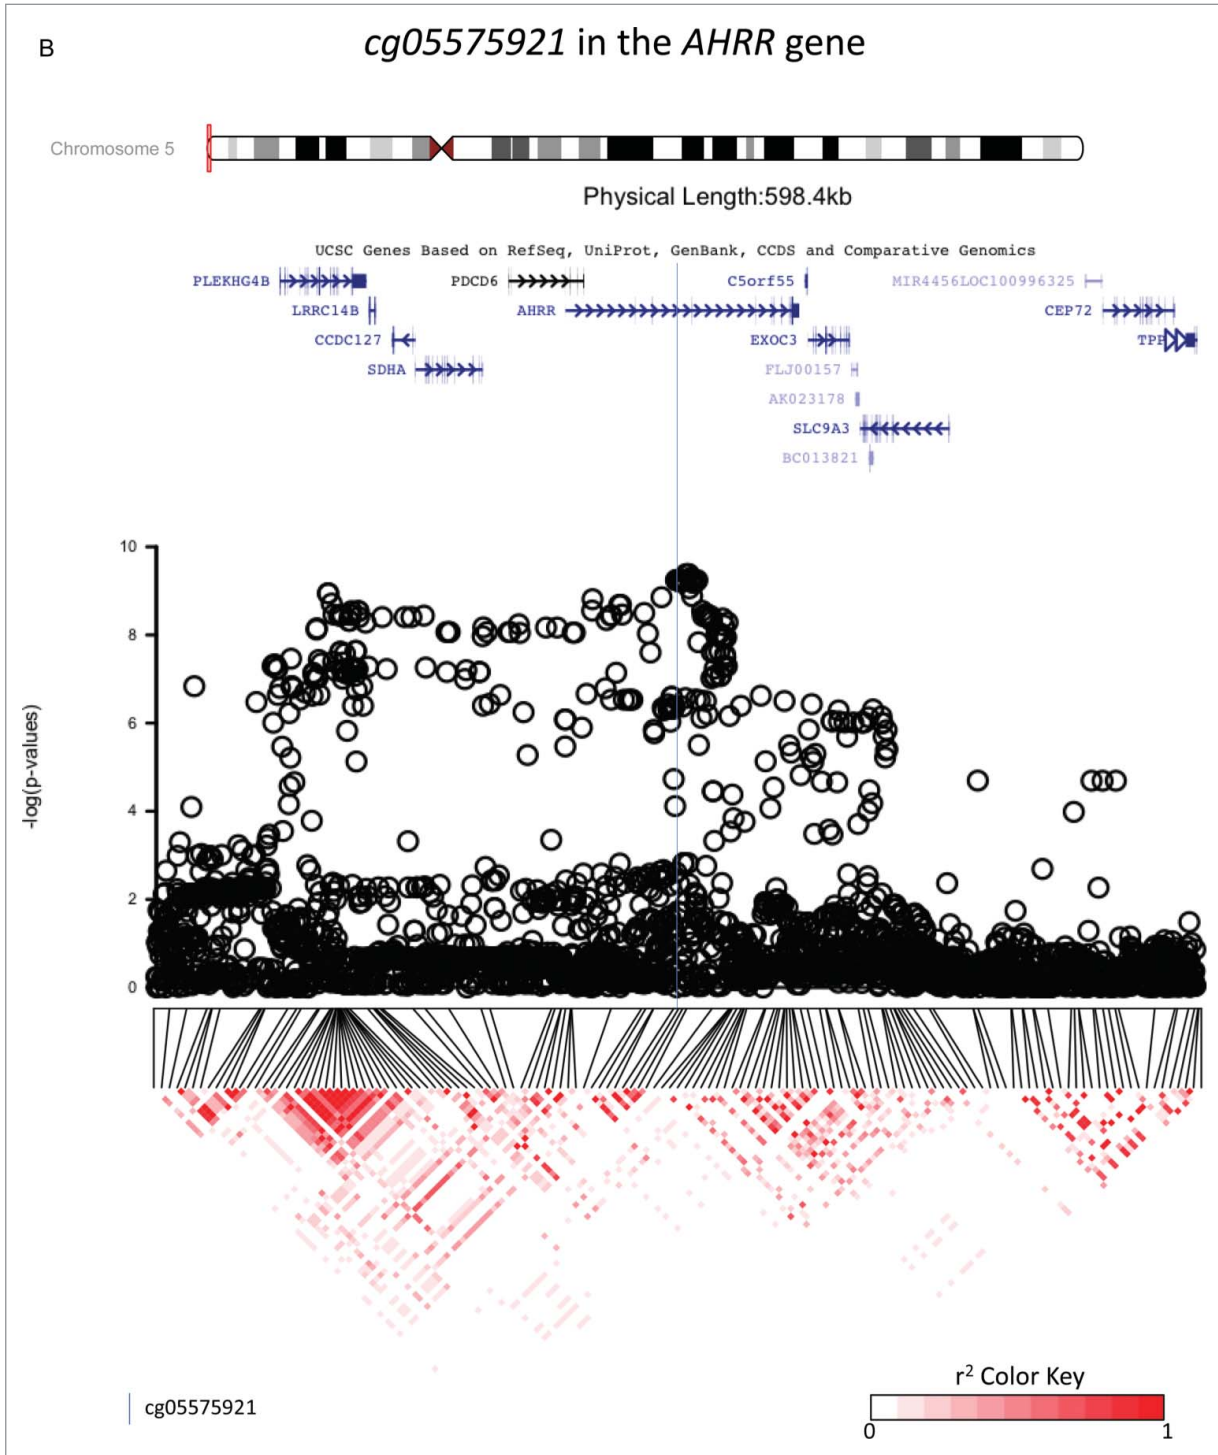 B
cg05575921 in the AHRR gene
Chromosome 5
Physical Length:598.4kb
UCSC Genes Based on RefSeq, UniProt, GenBank, CCDS and Comparative Genomics
PLEKHG4B PDCD6 C5orf55 MIR4456LOC100996325
LRRC14B AHRR CEP72
CCDC127 EXOC3 TPP
SDHA FLJ00157
AK023178
SLC9A3
BC013821
10
8
6
4
2
0
-log(p-values)
cg05575921
r² Color Key
0 1